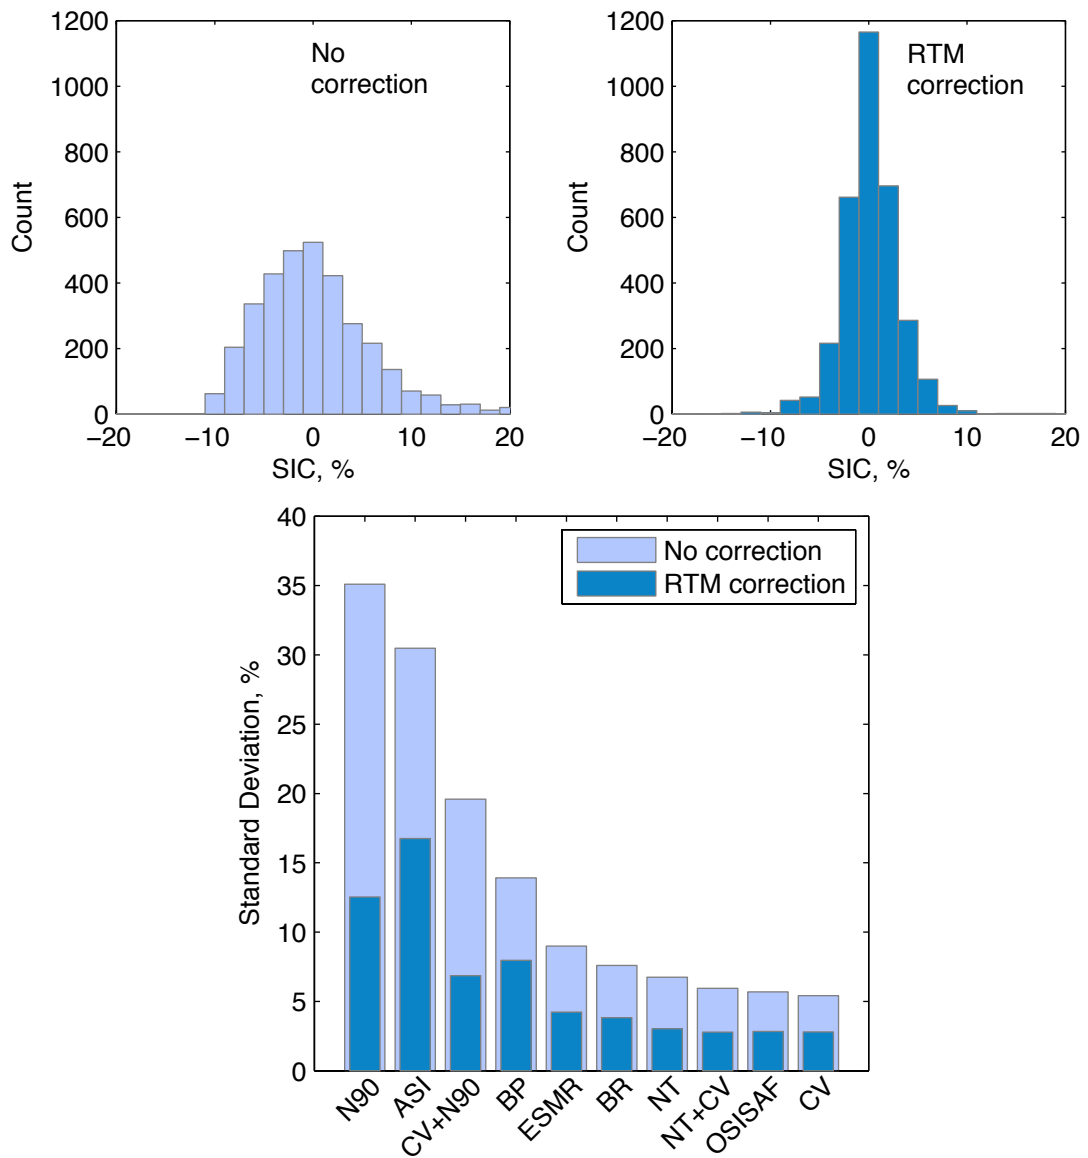 1200
1000
800
600
400
200
0
Count
No
correction
−20
−10
0
10
20
SIC, %
1200
1000
800
600
400
200
0
Count
RTM
correction
−20
−10
0
10
20
SIC, %
40
35
30
25
20
15
10
5
0
Standard Deviation, %
No correction
RTM correction
N90
ASI
CV+N90
BP
ESMR
BR
NT
NT+CV
OSISAF
CV